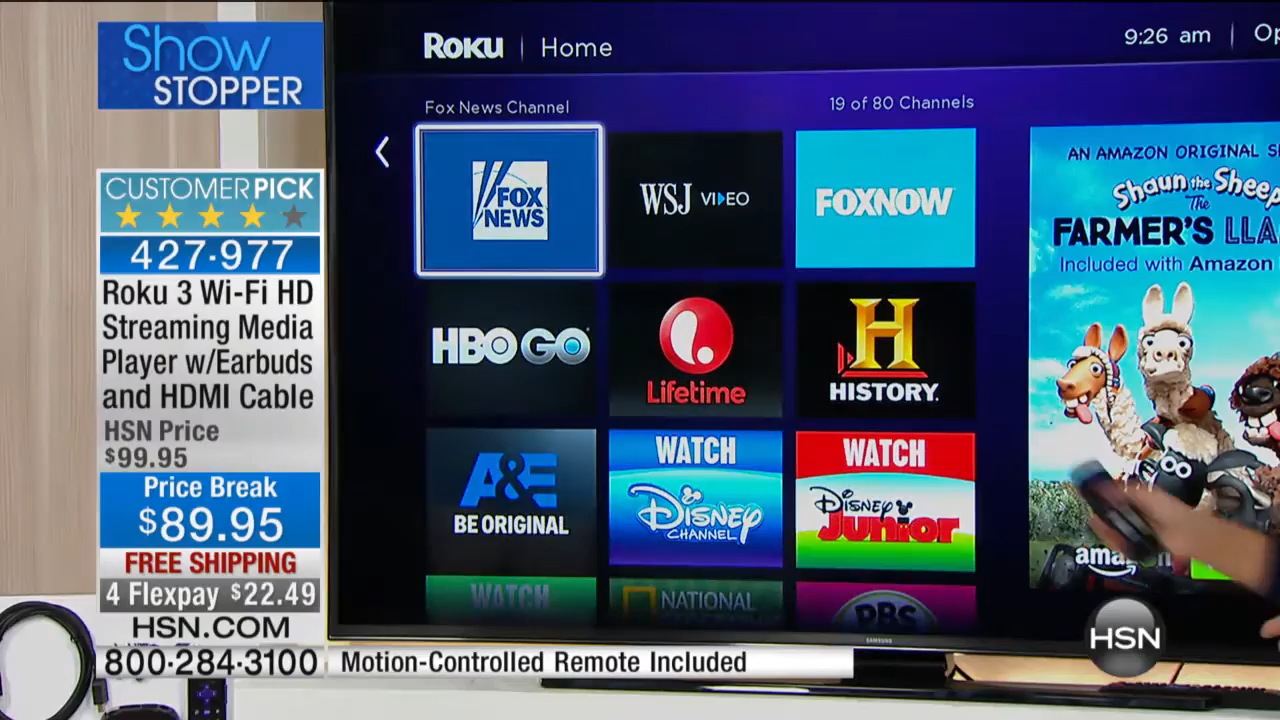 Show
STOPPER
CUSTOMER PICK
427-977
Roku 3 Wi-Fi HD
Streaming Media
Player w/Earbuds
and HDMI Cable
HSN Price
$99.95
Price Break
$89.95
FREE SHIPPING
4 Flexpay $22.49
HSN.COM
800-284-3100
Motion-Controlled Remote Included
HSN
ROKU | Home
9:26 am
Op
Fox News Channel
19 of 80 Channels
FOX
NEWS
WSJ VIDEO
FOXNOW
HBO GO
Lifetime
H
HISTORY.
A&E
BE ORIGINAL
WATCH
Disney
CHANNEL
WATCH
Disney
Junior
WATCH
NATIONAL
PBS
AN AMAZON ORIGINAL
Shaun the Sheep
The
FARMER'S LLA
Included with Amazon
SAMSUNG